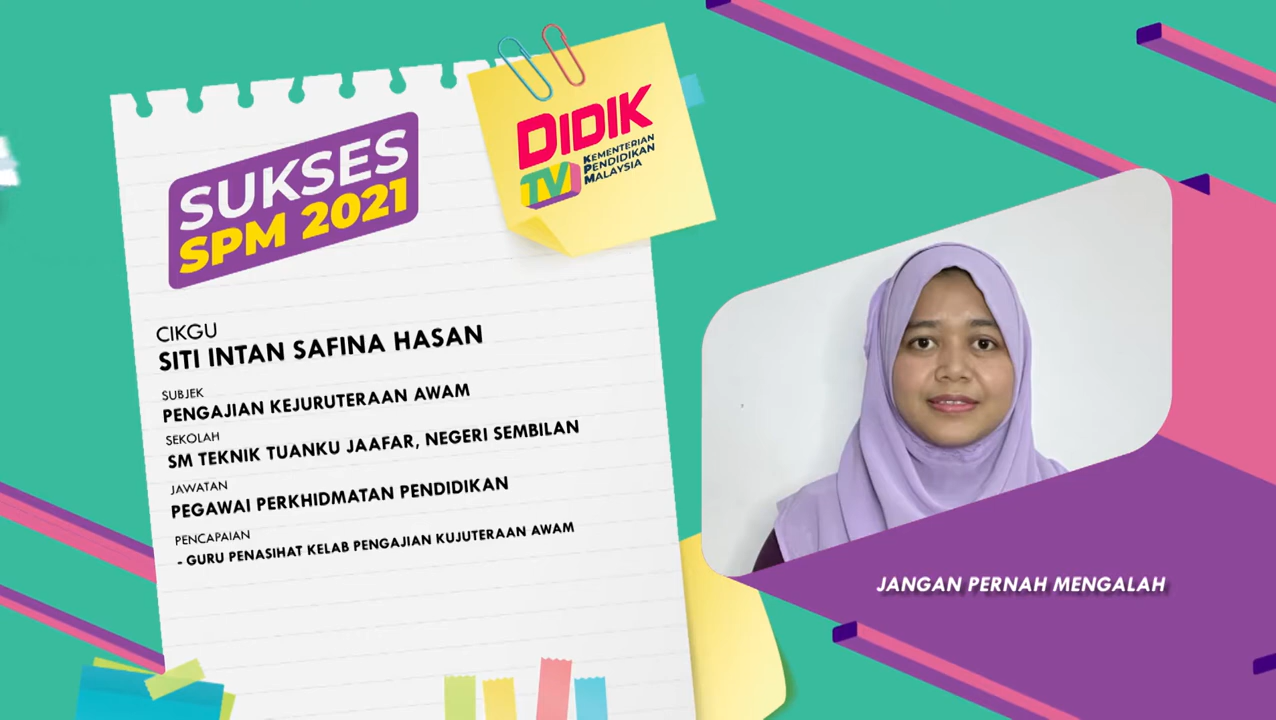 SUKSES
SPM 2021
DIDIK
TV
KEMENTERIAN
PENDIDIKAN
MALAYSIA
CIKGU
SITI INTAN SAFINA HASAN
SUBJEK
PENGAJIAN KEJURUTERAAN AWAM
SEKOLAH
SM TEKNIK TUANKU JAAFAR, NEGERI SEMBILAN
JAWATAN
PEGAWAI PERKHIDMATAN PENDIDIKAN
PENCAPAIAN
- GURU PENASIHAT KELAB PENGAJIAN KUJUTERAAN AWAM
JANGAN PERNAH MENGALAH